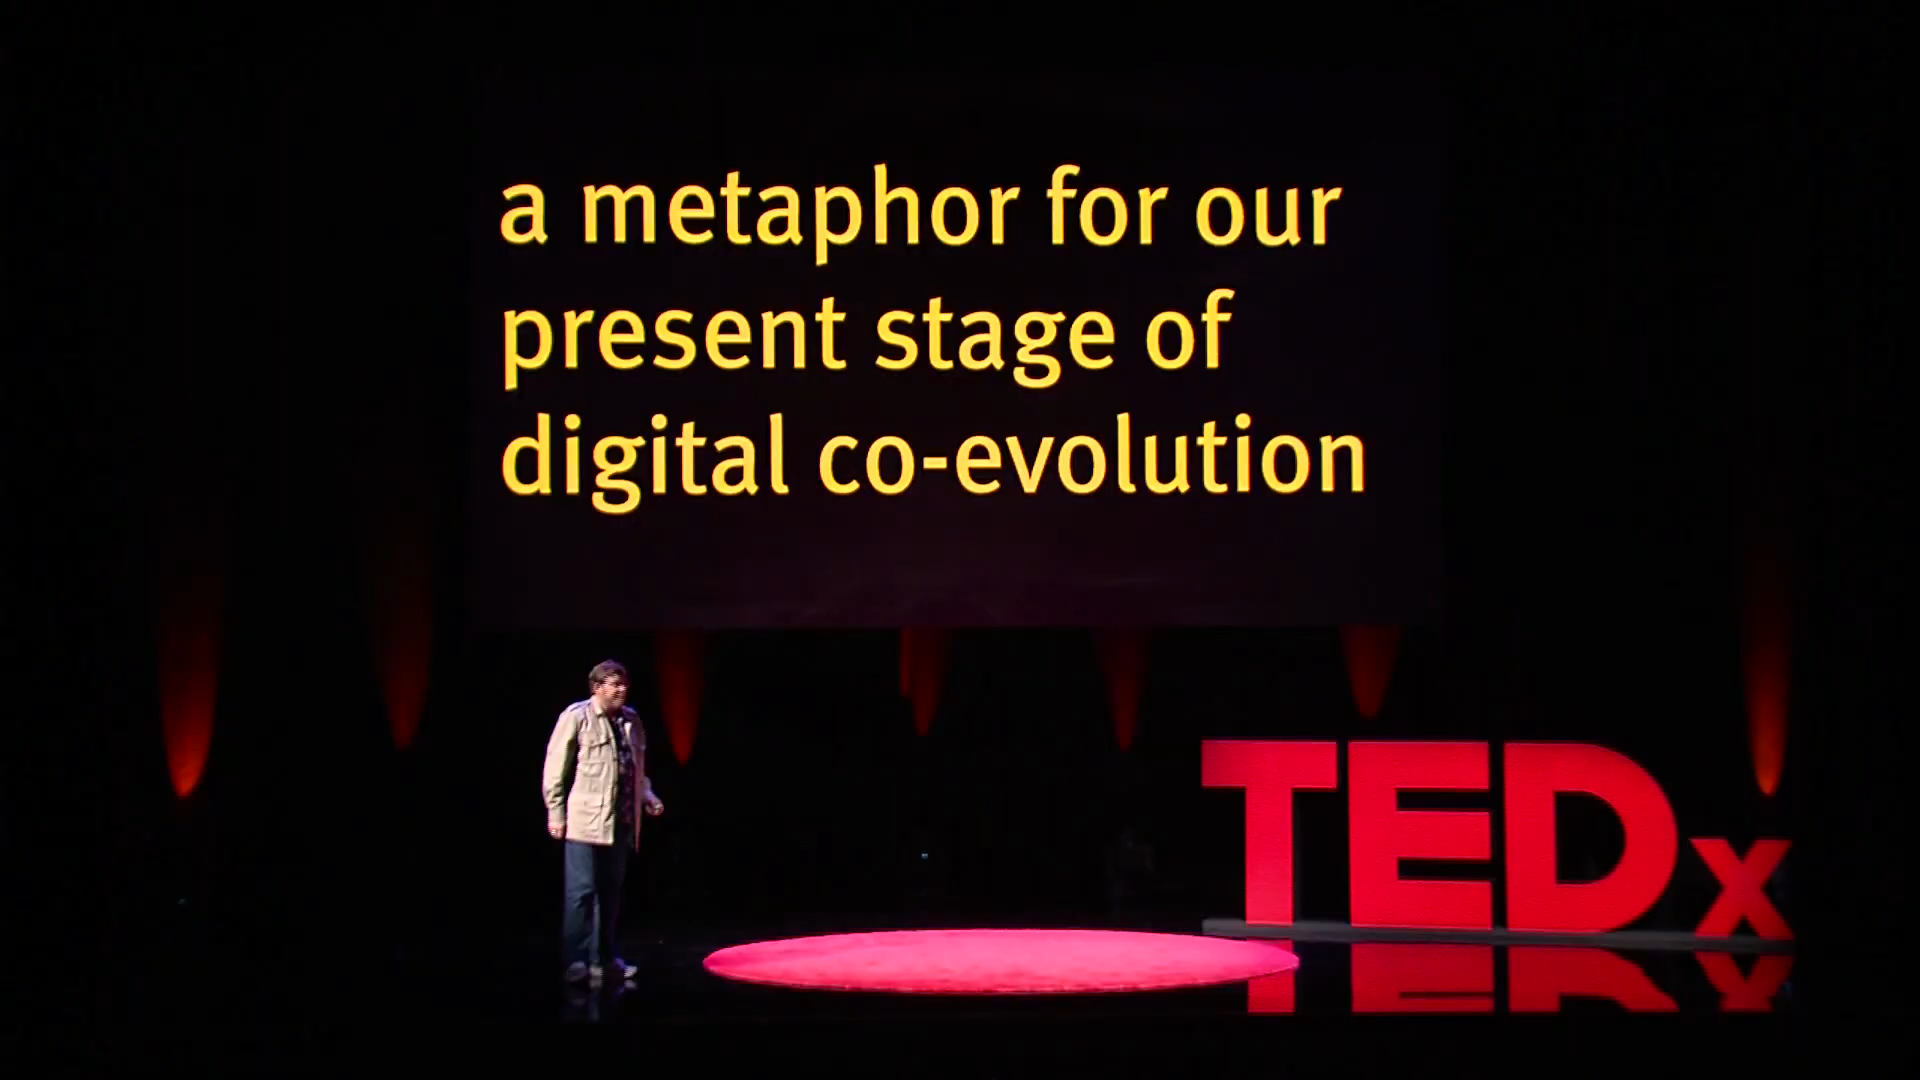 a metaphor for our
present stage of
digital co-evolution
TEDx